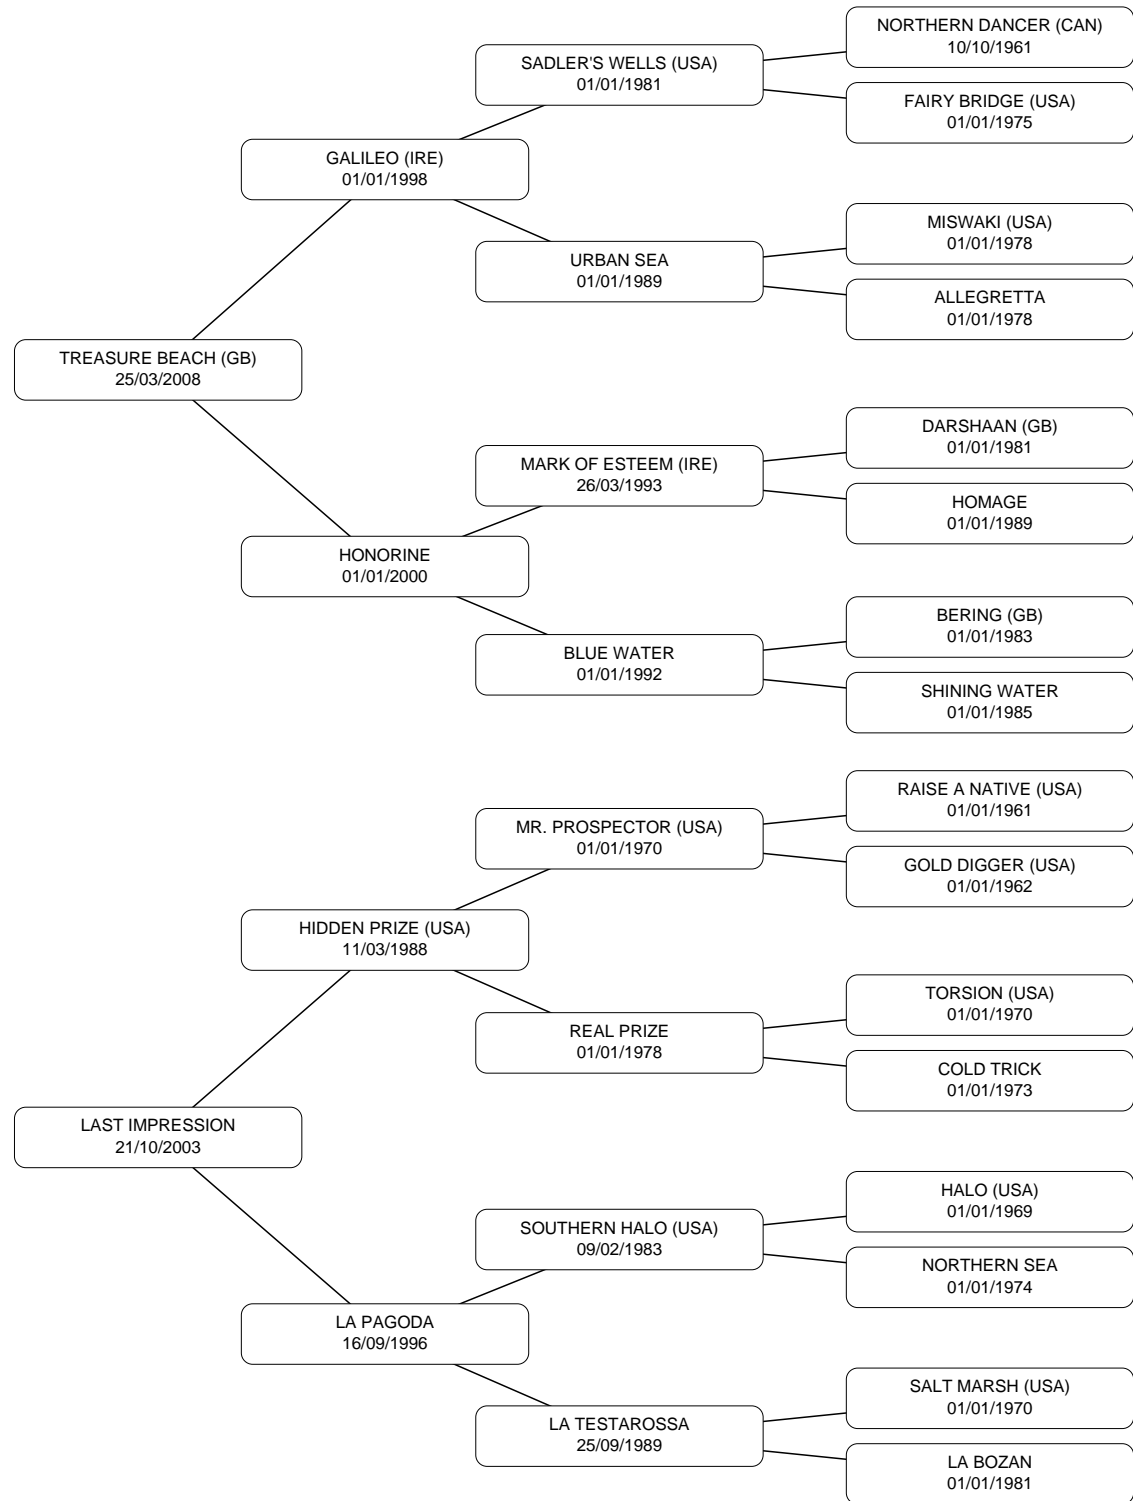 NORTHERN DANCER (CAN)
10/10/1961
SADLER'S WELLS (USA)
01/01/1981
FAIRY BRIDGE (USA)
01/01/1975
GALILEO (IRE)
01/01/1998
MISWAKI (USA)
01/01/1978
URBAN SEA
01/01/1989
ALLEGRETTA
01/01/1978
TREASURE BEACH (GB)
25/03/2008
DARSHAAN (GB)
01/01/1981
MARK OF ESTEEM (IRE)
26/03/1993
HOMAGE
01/01/1989
HONORINE
01/01/2000
BERING (GB)
01/01/1983
BLUE WATER
01/01/1992
SHINING WATER
01/01/1985
RAISE A NATIVE (USA)
01/01/1961
MR. PROSPECTOR (USA)
01/01/1970
GOLD DIGGER (USA)
01/01/1962
HIDDEN PRIZE (USA)
11/03/1988
TORSION (USA)
01/01/1970
REAL PRIZE
01/01/1978
COLD TRICK
01/01/1973
LAST IMPRESSION
21/10/2003
HALO (USA)
01/01/1969
SOUTHERN HALO (USA)
09/02/1983
NORTHERN SEA
01/01/1974
LA PAGODA
16/09/1996
SALT MARSH (USA)
01/01/1970
LA TESTAROSSA
25/09/1989
LA BOZAN
01/01/1981